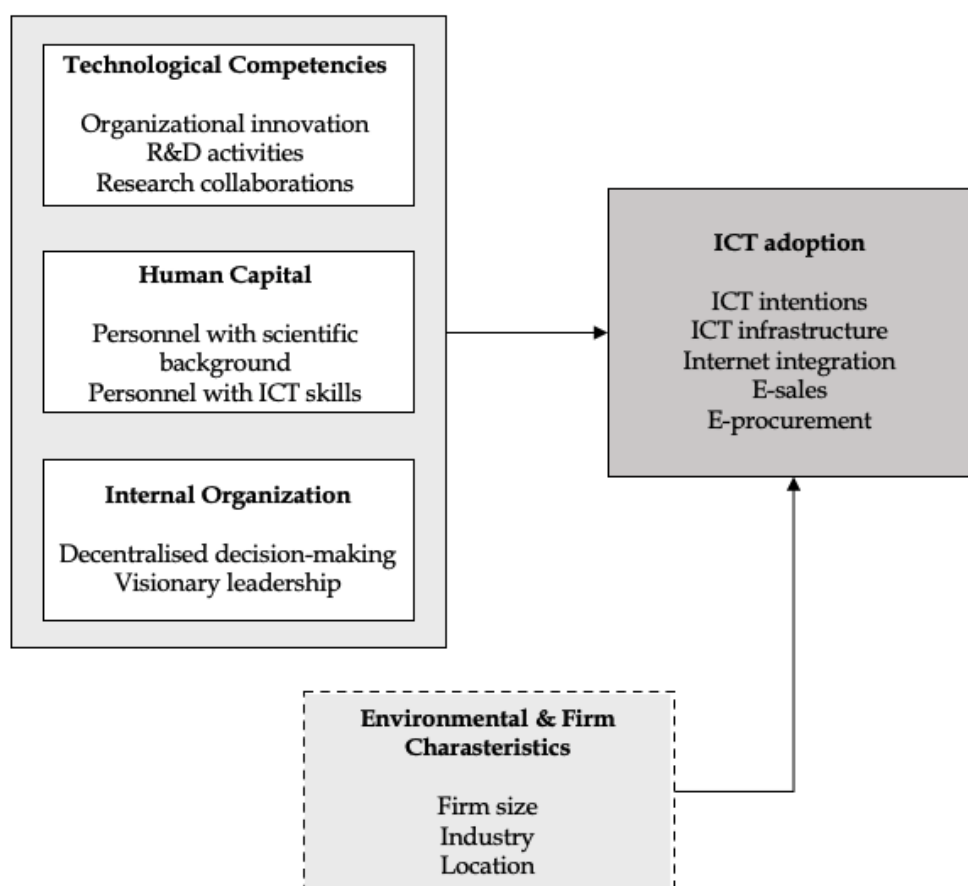 Technological Competencies
Organizational innovation
R&D activities
Research collaborations
Human Capital
Personnel with scientific
background
Personnel with ICT skills
Internal Organization
Decentralised decision-making
Visionary leadership
ICT adoption
ICT intentions
ICT infrastructure
Internet integration
E-sales
E-procurement
Environmental & Firm
Charasteristics
Firm size
Industry
Location